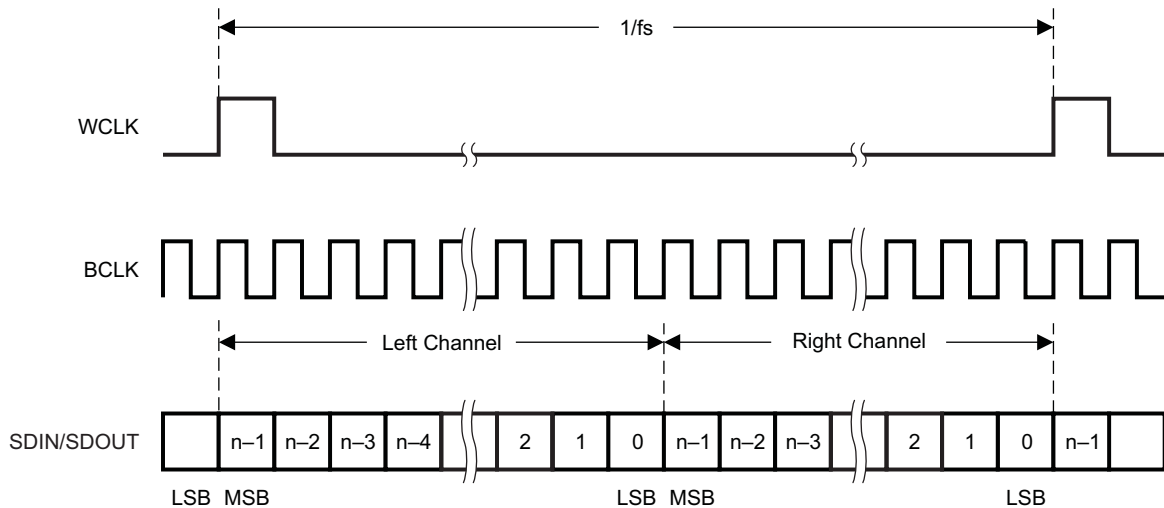 1/fs
WCLK
BCLK
Left Channel Right Channel
SDIN/SDOUT n–1 n–2 n–3 n–4 2 1 0 n–1 n–2 n–3 2 1 0 n–1
LSB MSB LSB MSB LSB